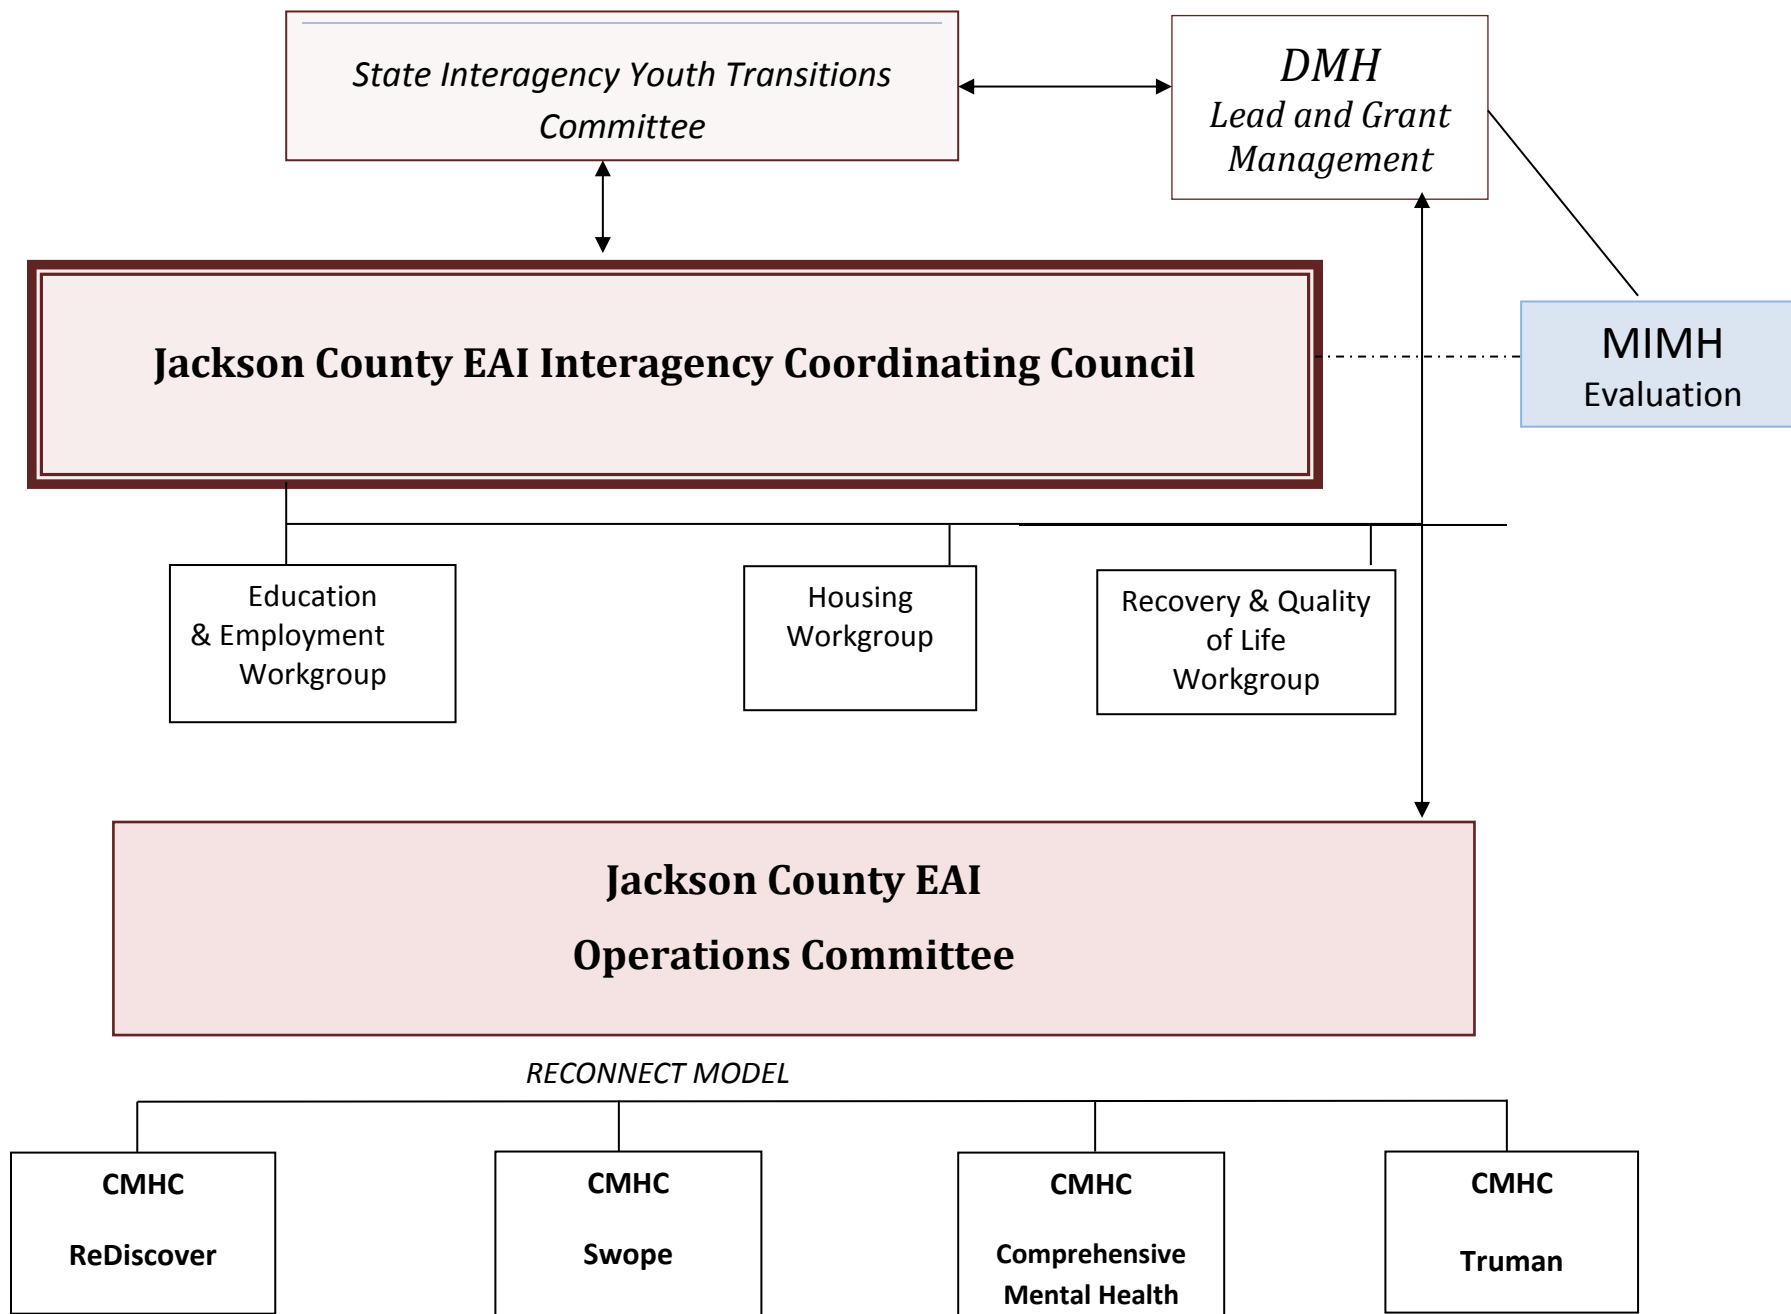 State Interagency Youth Transitions
Committee
DMH
Lead and Grant
Management
Jackson County EAI Interagency Coordinating Council
MIMH
Evaluation
Education
& Employment
Workgroup
Housing
Workgroup
Recovery & Quality
of Life
Workgroup
Jackson County EAI
Operations Committee
RECONNECT MODEL
CMHC
ReDiscover
CMHC
Swope
CMHC
Comprehensive
Mental Health
CMHC
Truman